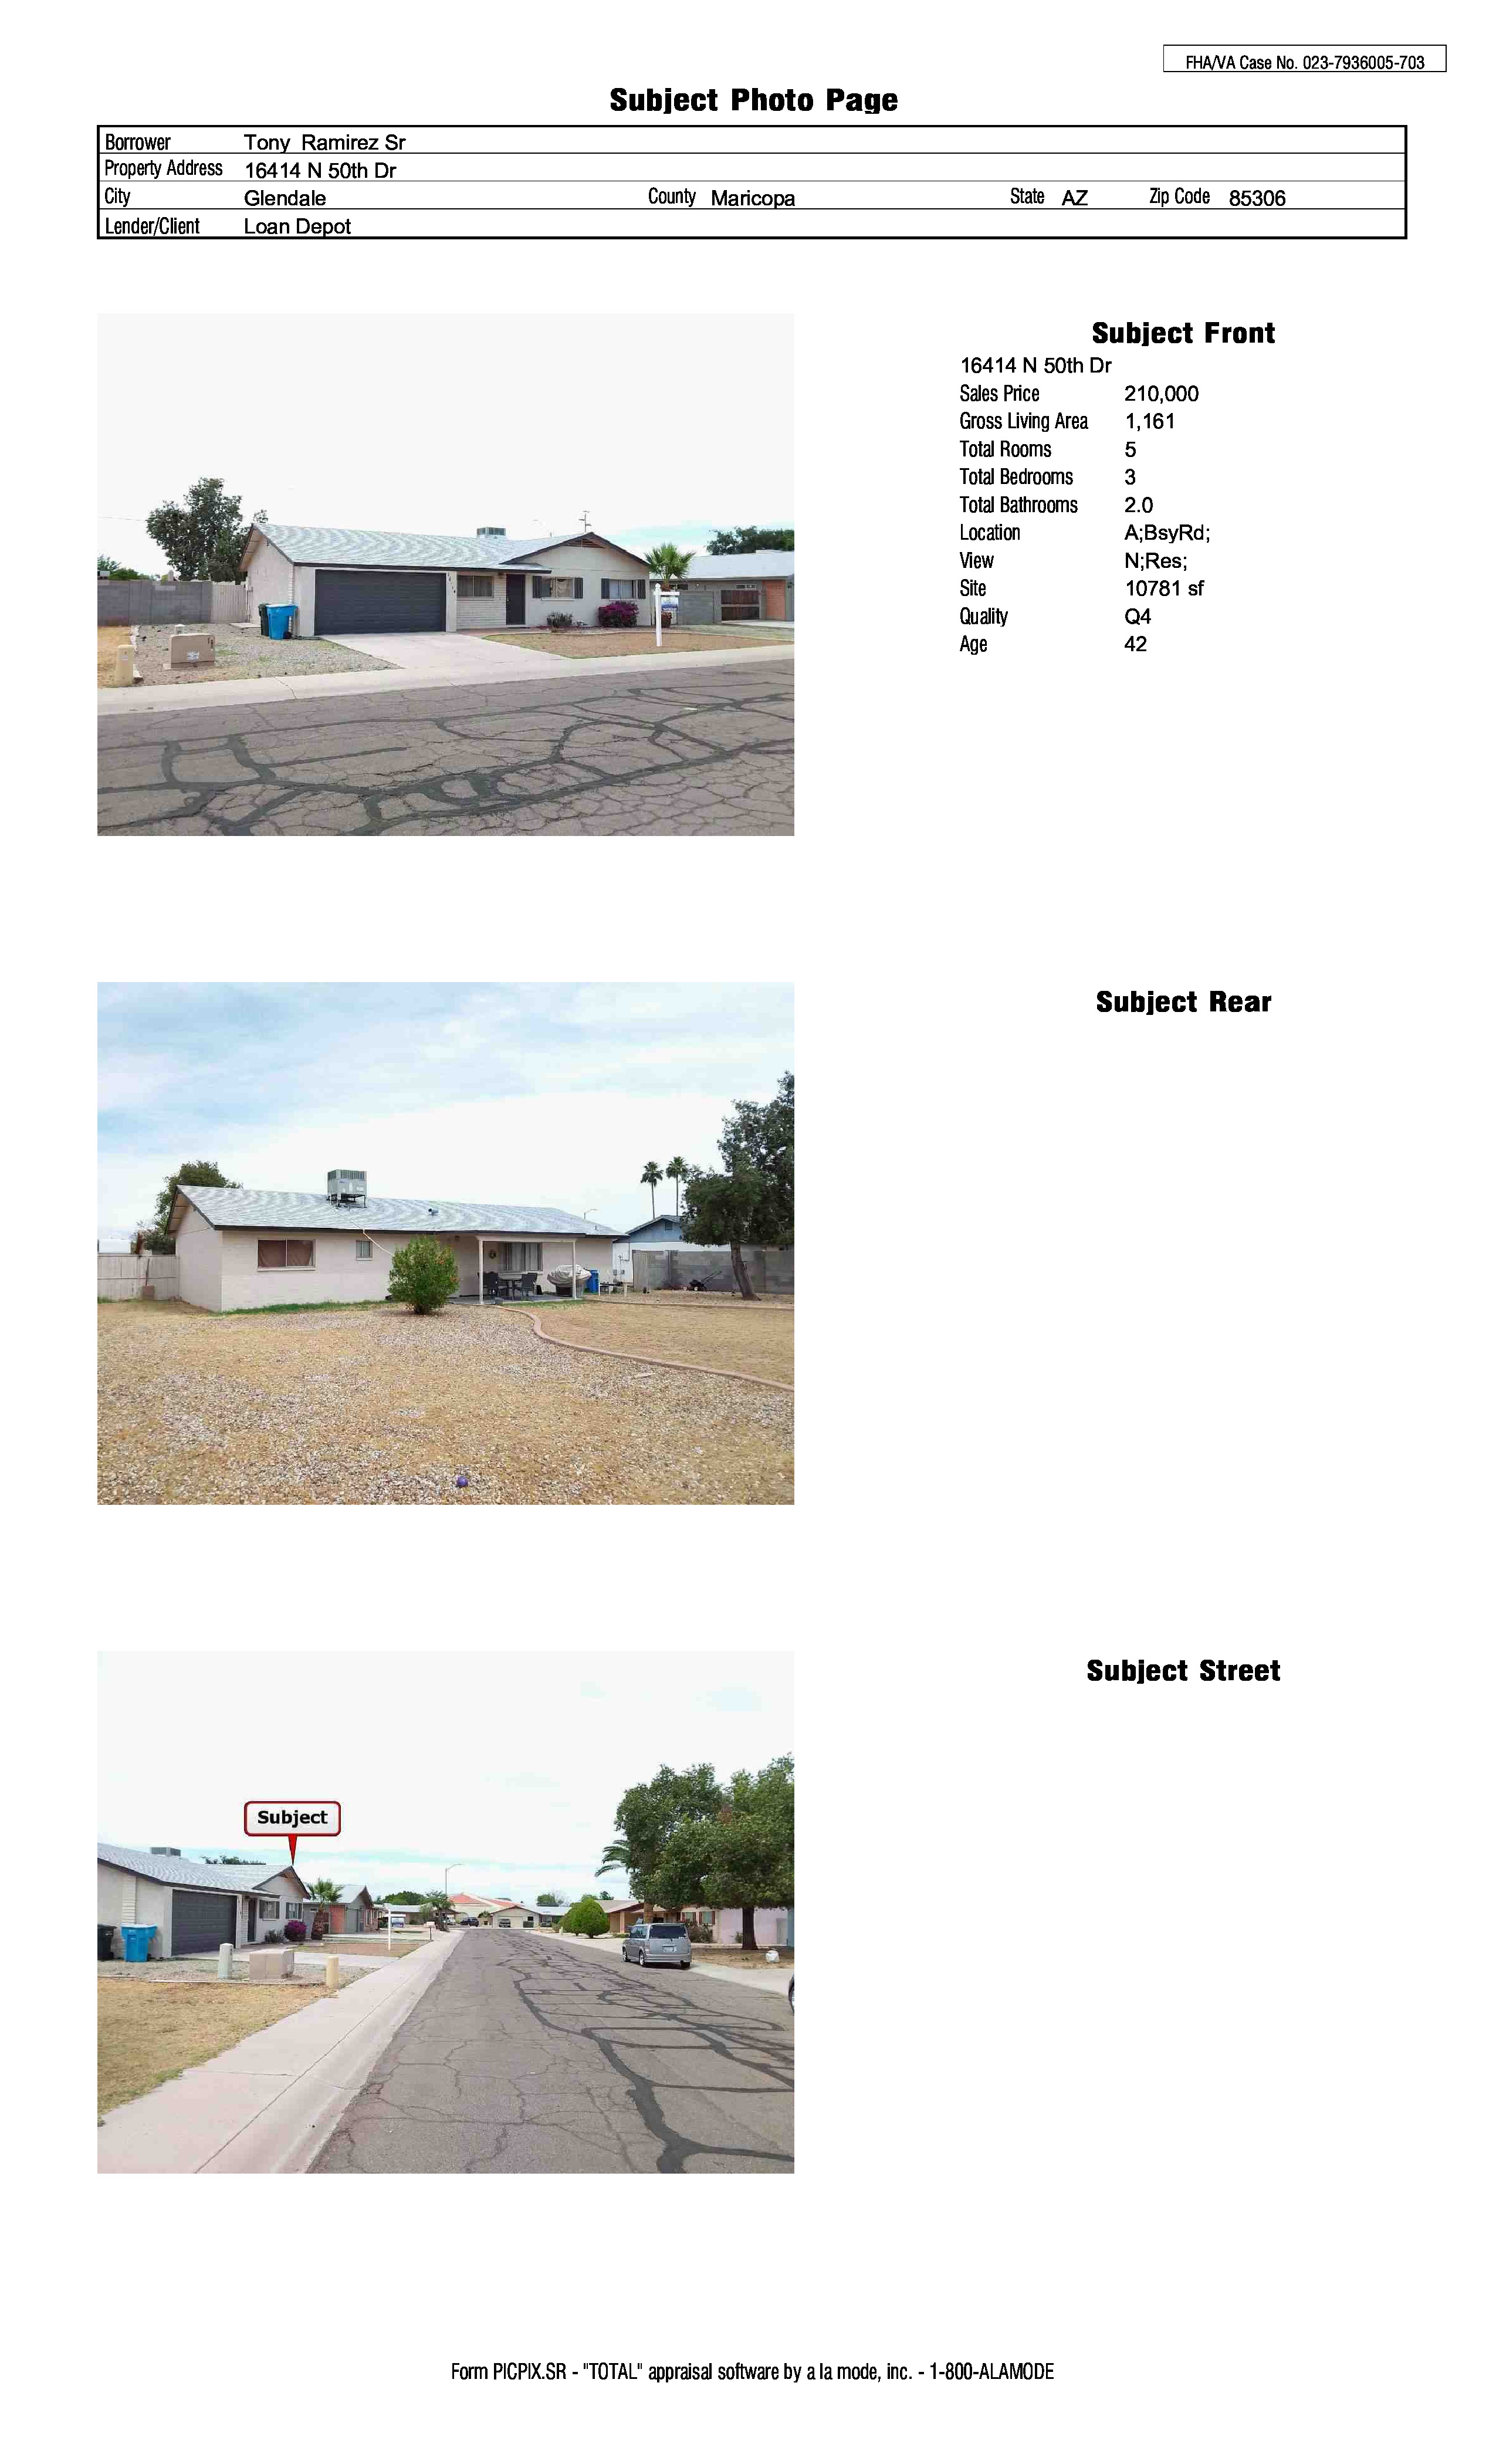 FHA/VA Case No. 023-7936005-703
Subject Photo Page
Borrower Tony Ramirez Sr
Property Address 16414 N 50th Dr
City Glendale County Maricopa State AZ Zip Code 85306
Lender/Client Loan Depot
Subject Front
16414 N 50th Dr
Sales Price 210,000
Gross Living Area 1,161
Total Rooms 5
Total Bedrooms 3
Total Bathrooms 2.0
Location A;BsyRd;
View N;Res;
Site 10781 sf
Quality Q4
Age 42
Subject Rear
Subject Street
Subject
Form PICPIX.SR - "TOTAL" appraisal software by a la mode, inc. - 1-800-ALAMODE